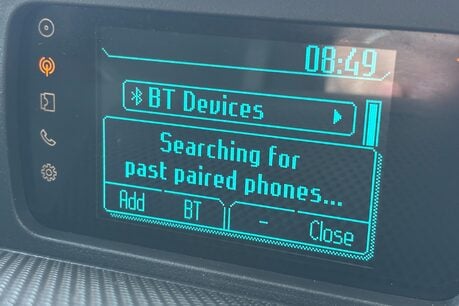 08:49
BT Devices
Searching for
past paired phones...
Add BT - Close